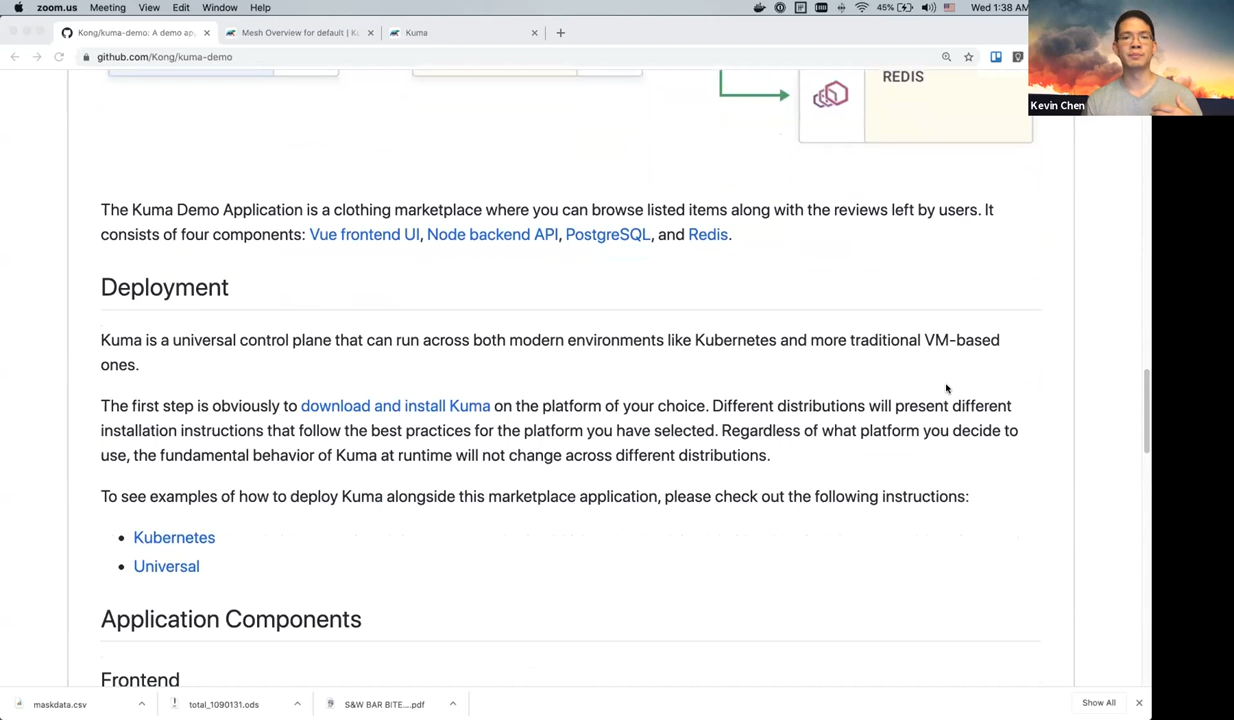 zoom.us Meeting View Edit Window Help 45% Wed 1:38 AM
Kong/kuma-demo: A demo ap Mesh Overview for default | K Kuma
github.com/Kong/kuma-demo
Kevin Chen
REDIS
The Kuma Demo Application is a clothing marketplace where you can browse listed items along with the reviews left by users. It
consists of four components: Vue frontend UI, Node backend API, PostgreSQL, and Redis.
Deployment
Kuma is a universal control plane that can run across both modern environments like Kubernetes and more traditional VM-based
ones.
The first step is obviously to download and install Kuma on the platform of your choice. Different distributions will present different
installation instructions that follow the best practices for the platform you have selected. Regardless of what platform you decide to
use, the fundamental behavior of Kuma at runtime will not change across different distributions.
To see examples of how to deploy Kuma alongside this marketplace application, please check out the following instructions:
• Kubernetes
• Universal
Application Components
Frontend
maskdata.csv total_1090131.ods S&W BAR BITE....pdf Show All